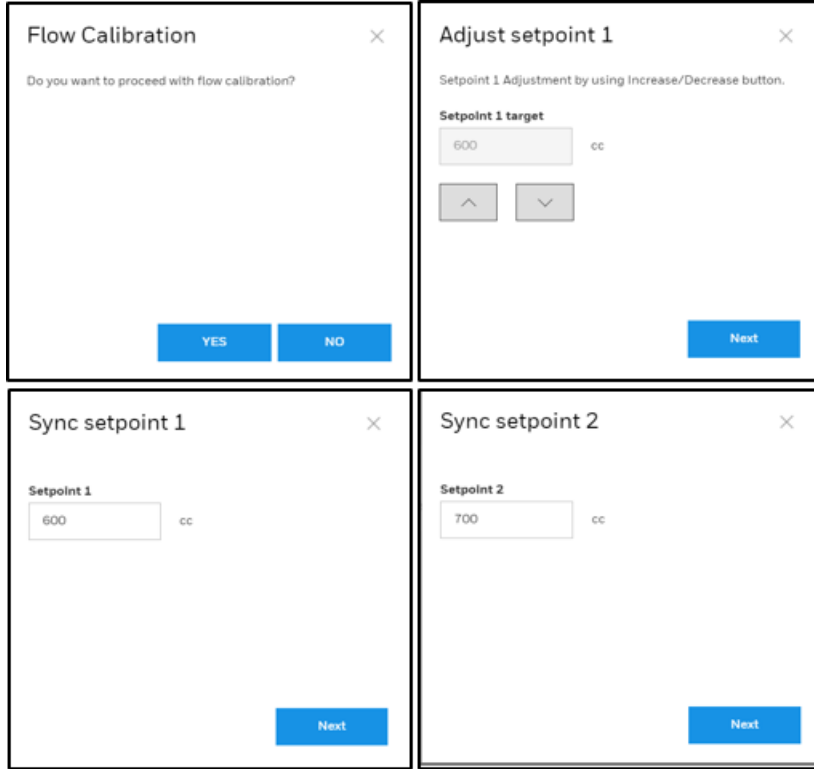 Flow Calibration
Do you want to proceed with flow calibration?
YES
NO
Adjust setpoint 1
Setpoint 1 Adjustment by using Increase/Decrease button.
Setpoint 1 target
600 cc
Next
Sync setpoint 1
Setpoint 1
600 cc
Next
Sync setpoint 2
Setpoint 2
700 cc
Next